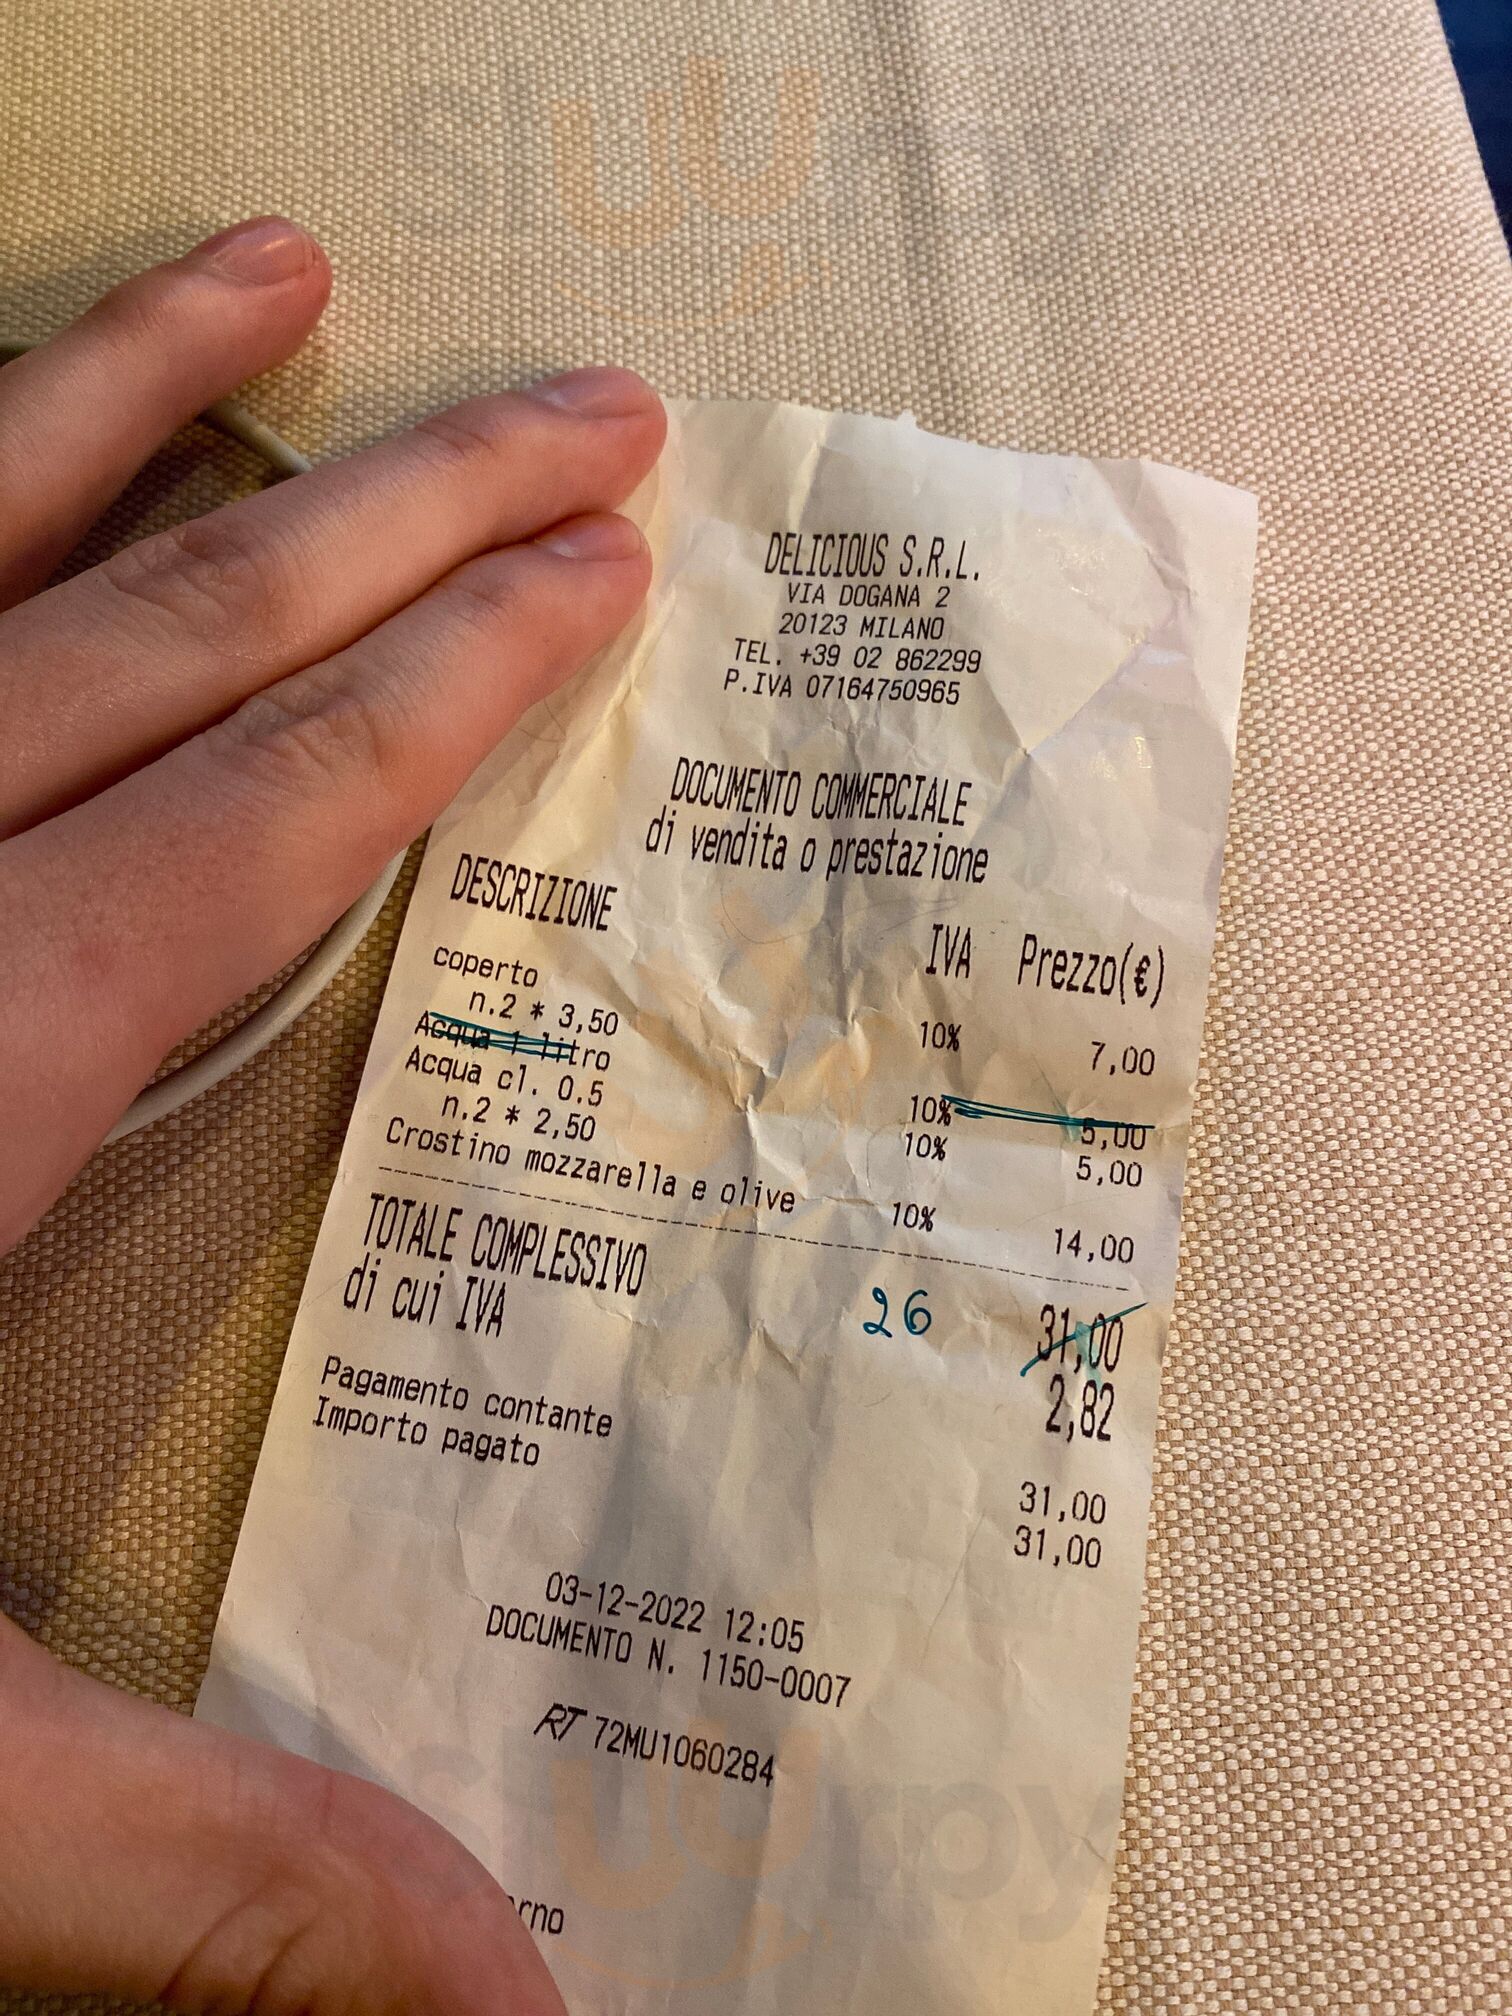 DELICIOUS S.R.L.
VIA DOGANA 2
20123 MILANO
TEL. +39 02 862299
P.IVA 07164750965
DOCUMENTO COMMERCIALE
di vendita o prestazione
DESCRIZIONE IVA Prezzo(€)
coperto
n.2 * 3,50 10% 7,00
Acqua 1 litro 10% 5,00
Acqua cl. 0.5 10% 5,00
n.2 * 2,50
Crostino mozzarella e olive 10% 14,00
TOTALE COMPLESSIVO 26 31,00
di cui IVA 2,82
Pagamento contante 31,00
Importo pagato 31,00
03-12-2022 12:05
DOCUMENTO N. 1150-0007
RT 72MU1060284